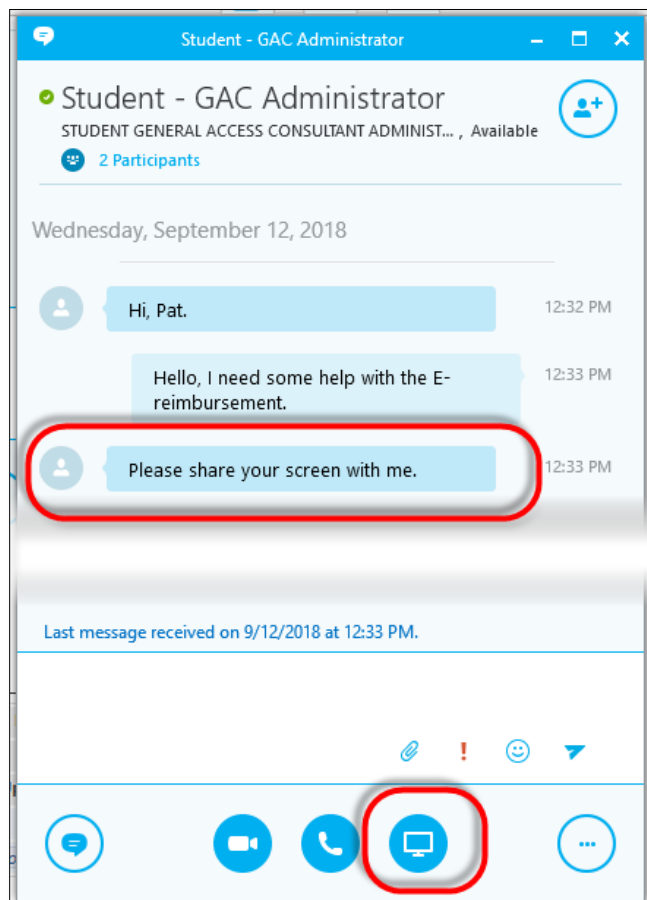 Student - GAC Administrator
Student - GAC Administrator
STUDENT GENERAL ACCESS CONSULTANT ADMINIST... , Available
2 Participants
Wednesday, September 12, 2018
Hi, Pat.
12:32 PM
Hello, I need some help with the E-
reimbursement.
12:33 PM
Please share your screen with me.
12:33 PM
Last message received on 9/12/2018 at 12:33 PM.